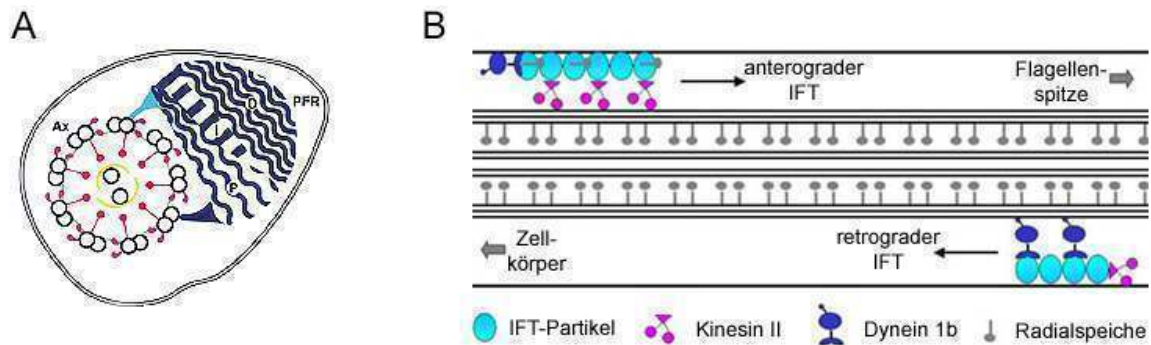 A
Ax
PFR
D
I
P
B
anterograder
IFT
Flagellen-
spitze
Zell-
körper
retrograder
IFT
IFT-Partikel
Kinesin II
Dynein 1b
Radialspeiche